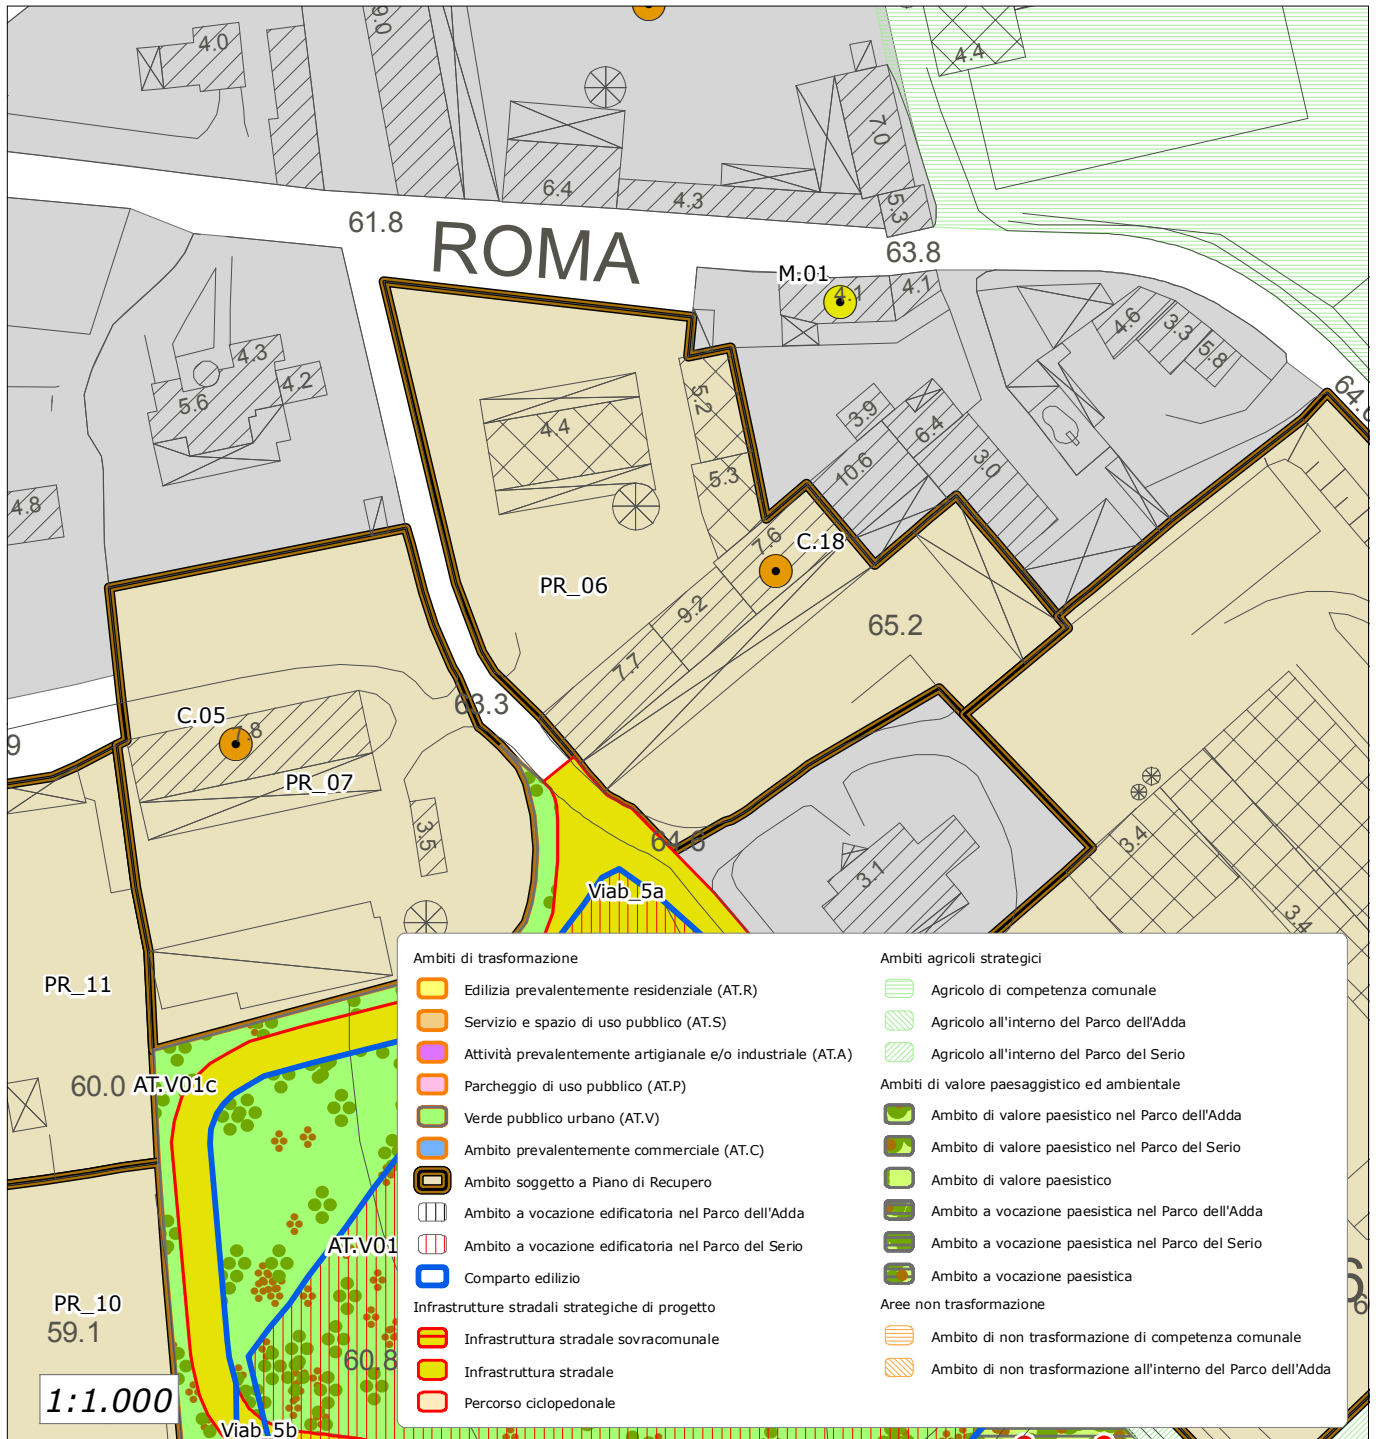 4.0
9.0
4.4
7.0
6.4
4.3
5.3
61.8
ROMA
63.8
M.01
4.1
4.1
4.6
3.3
5.8
4.3
4.2
5.6
5.2
3.9
6.4
4.4
10.6
3.0
5.3
4.8
7.6
C.18
PR_06
9.2
65.2
7.7
63.3
C.05
7.8
9
PR_07
3.5
64.6
3.4
3.1
Viab_5a
3.4
PR_11
60.0
AT.V01c
AT.V01
PR_10
59.1
60.8
1:1.000
Viab_5b
Ambiti di trasformazione
Edilizia prevalentemente residenziale (AT.R)
Servizio e spazio di uso pubblico (AT.S)
Attività prevalentemente artigianale e/o industriale (AT.A)
Parcheggio di uso pubblico (AT.P)
Verde pubblico urbano (AT.V)
Ambito prevalentemente commerciale (AT.C)
Ambito soggetto a Piano di Recupero
Ambito a vocazione edificatoria nel Parco dell'Adda
Ambito a vocazione edificatoria nel Parco del Serio
Comparto edilizio
Infrastrutture stradali strategiche di progetto
Infrastruttura stradale sovracomunale
Infrastruttura stradale
Percorso ciclopedonale
Ambiti agricoli strategici
Agricolo di competenza comunale
Agricolo all'interno del Parco dell'Adda
Agricolo all'interno del Parco del Serio
Ambiti di valore paesaggistico ed ambientale
Ambito di valore paesistico nel Parco dell'Adda
Ambito di valore paesistico nel Parco del Serio
Ambito di valore paesistico
Ambito a vocazione paesistica nel Parco dell'Adda
Ambito a vocazione paesistica nel Parco del Serio
Ambito a vocazione paesistica
Aree non trasformazione
Ambito di non trasformazione di competenza comunale
Ambito di non trasformazione all'interno del Parco dell'Adda